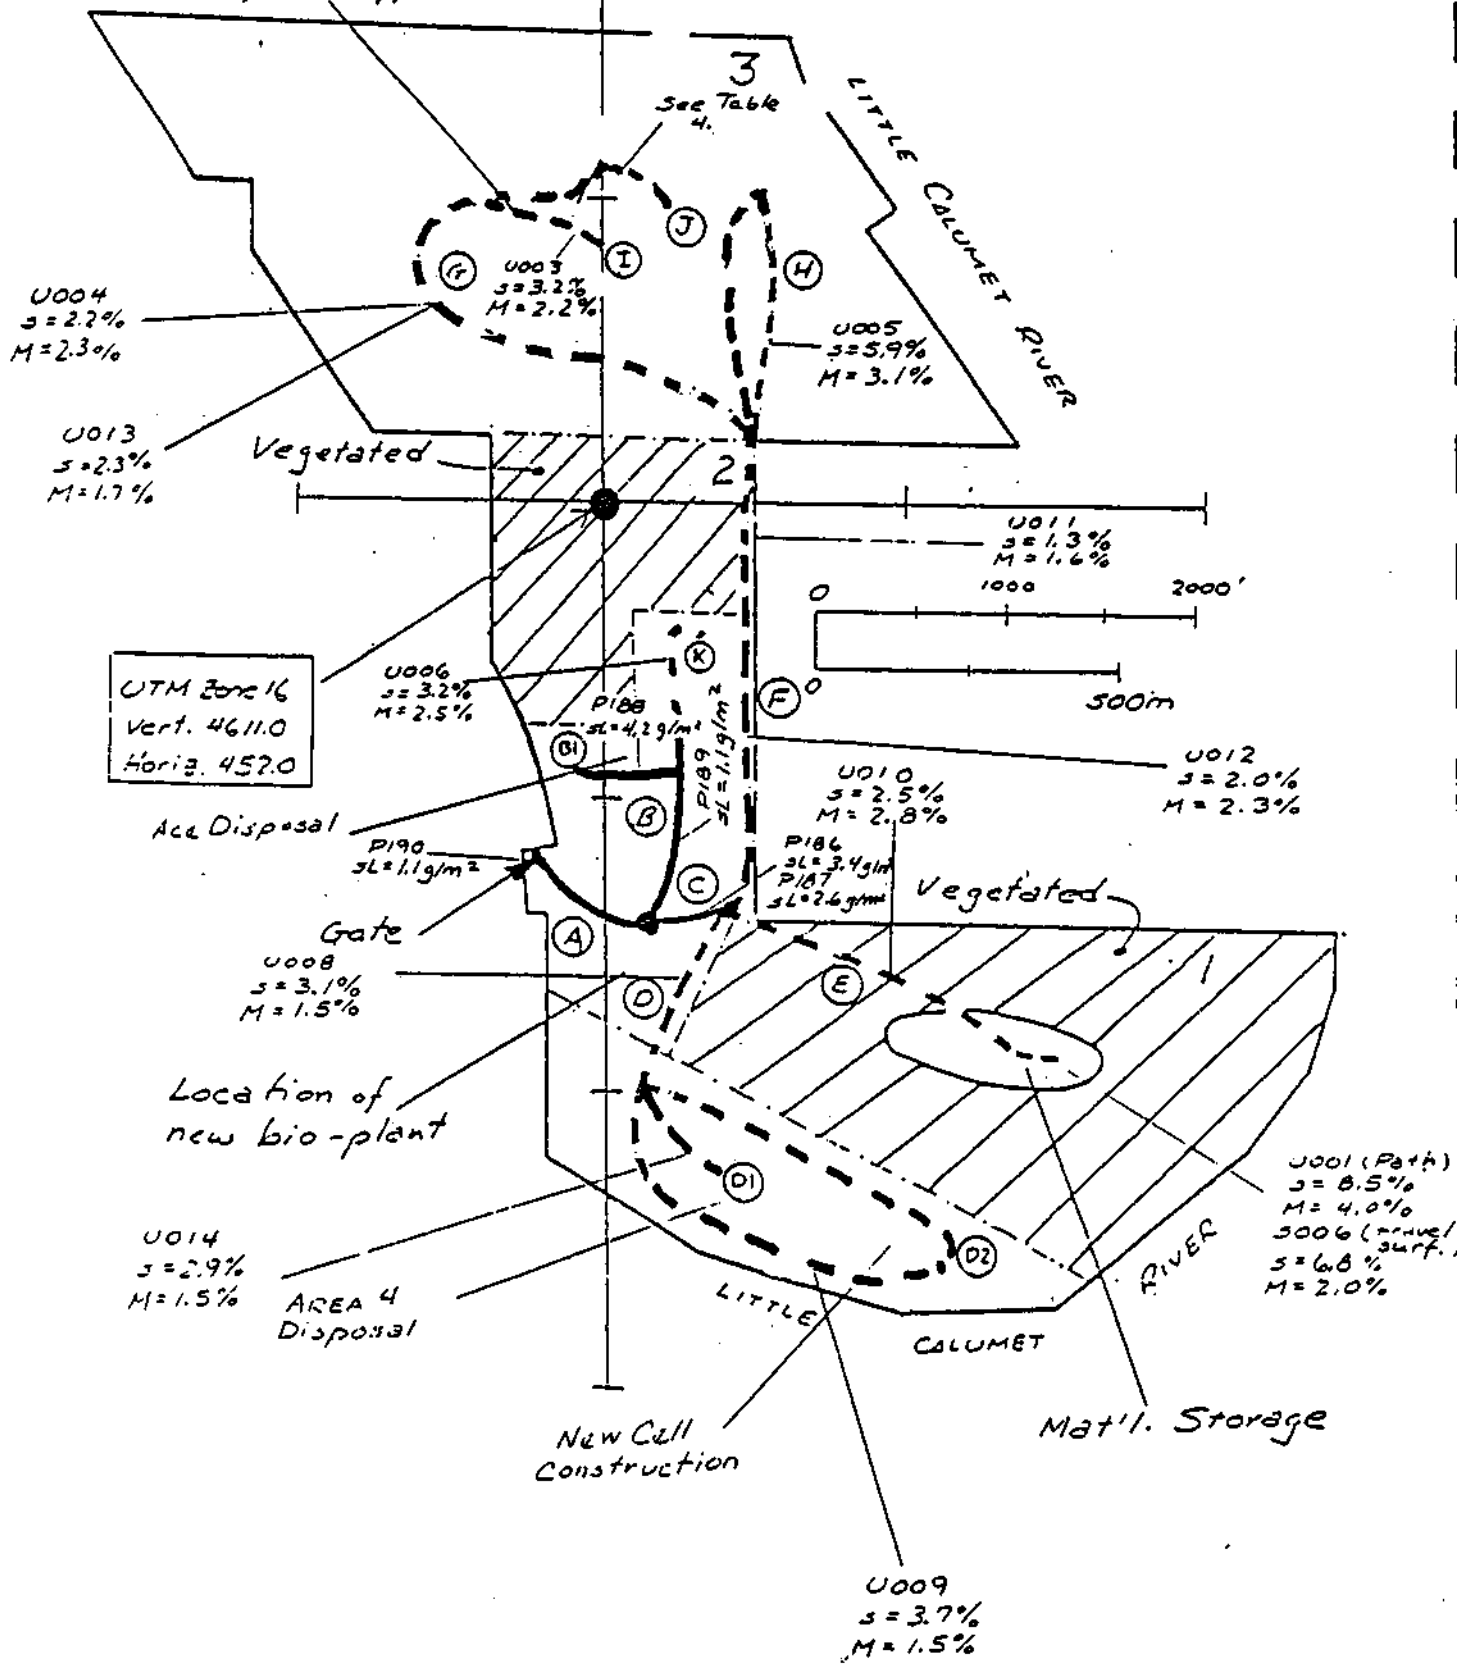 3
See Table
4.
LITTLE CALUMET RIVER
J
I
G
H
U003
s=3.2%
M=2.2%
U004
s=2.2%
M=2.3%
U005
s=5.9%
M=3.1%
U013
s=2.3%
M=1.7%
Vegetated
2
U011
s=1.3%
M=1.6%
0
1000
2000'
0
500m
UTM Zone 16
Vert. 4611.0
Horiz. 452.0
U006
s=3.2%
M=2.5%
K
F
P188
sL=4.2 g/m²
P189
sL=1.1 g/m²
B1
U012
s=2.0%
M=2.3%
U010
s=2.5%
M=2.8%
Ace Disposal
B
P190
sL=1.1 g/m²
P186
sL=3.4 g/m²
P187
sL=2.6 g/m²
C
Vegetated
Gate
A
U008
s=3.1%
M=1.5%
D
E
1
Location of
new bio-plant
D1
U001 (Path)
s=8.5%
M=4.0%
S006 (travel
surf.)
s=6.8%
M=2.0%
U014
s=2.9%
M=1.5%
D2
AREA 4
Disposal
LITTLE
CALUMET
RIVER
New Cell
Construction
Mat'l. Storage
U009
s=3.7%
M=1.5%